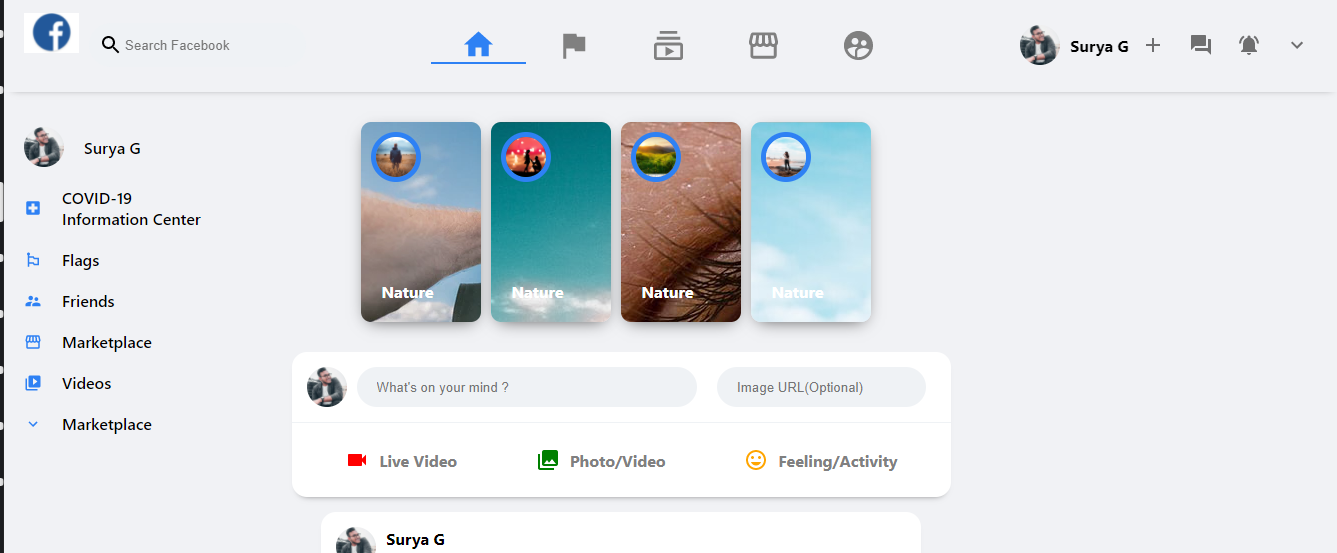 f
Search Facebook
Surya G
Surya G
COVID-19
Information Center
Flags
Friends
Marketplace
Videos
Marketplace
Nature
Nature
Nature
Nature
What's on your mind ?
Image URL(Optional)
Live Video
Photo/Video
Feeling/Activity
Surya G